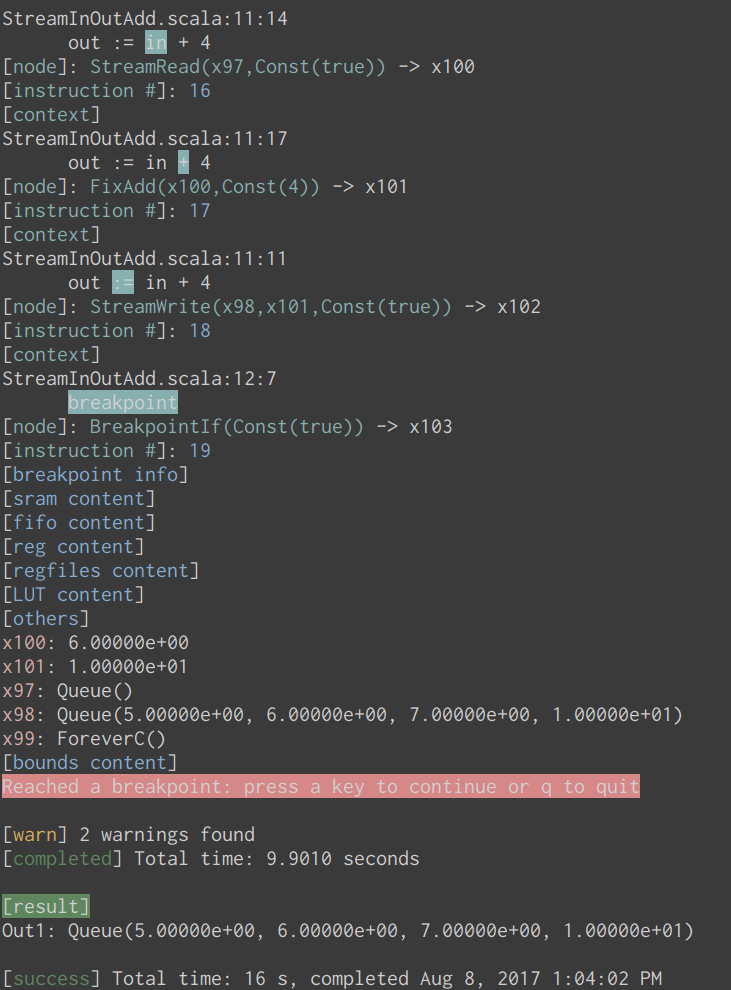 StreamInOutAdd.scala:11:14
out := in + 4
[node]: StreamRead(x97,Const(true)) -> x100
[instruction #]: 16
[context]
StreamInOutAdd.scala:11:17
out := in + 4
[node]: FixAdd(x100,Const(4)) -> x101
[instruction #]: 17
[context]
StreamInOutAdd.scala:11:11
out := in + 4
[node]: StreamWrite(x98,x101,Const(true)) -> x102
[instruction #]: 18
[context]
StreamInOutAdd.scala:12:7
breakpoint
[node]: BreakpointIf(Const(true)) -> x103
[instruction #]: 19
[breakpoint info]
[sram content]
[fifo content]
[reg content]
[regfiles content]
[LUT content]
[others]
x100: 6.00000e+00
x101: 1.00000e+01
x97: Queue()
x98: Queue(5.00000e+00, 6.00000e+00, 7.00000e+00, 1.00000e+01)
x99: ForeverC()
[bounds content]
Reached a breakpoint: press a key to continue or q to quit
[warn] 2 warnings found
[completed] Total time: 9.9010 seconds
[result]
Out1: Queue(5.00000e+00, 6.00000e+00, 7.00000e+00, 1.00000e+01)
[success] Total time: 16 s, completed Aug 8, 2017 1:04:02 PM